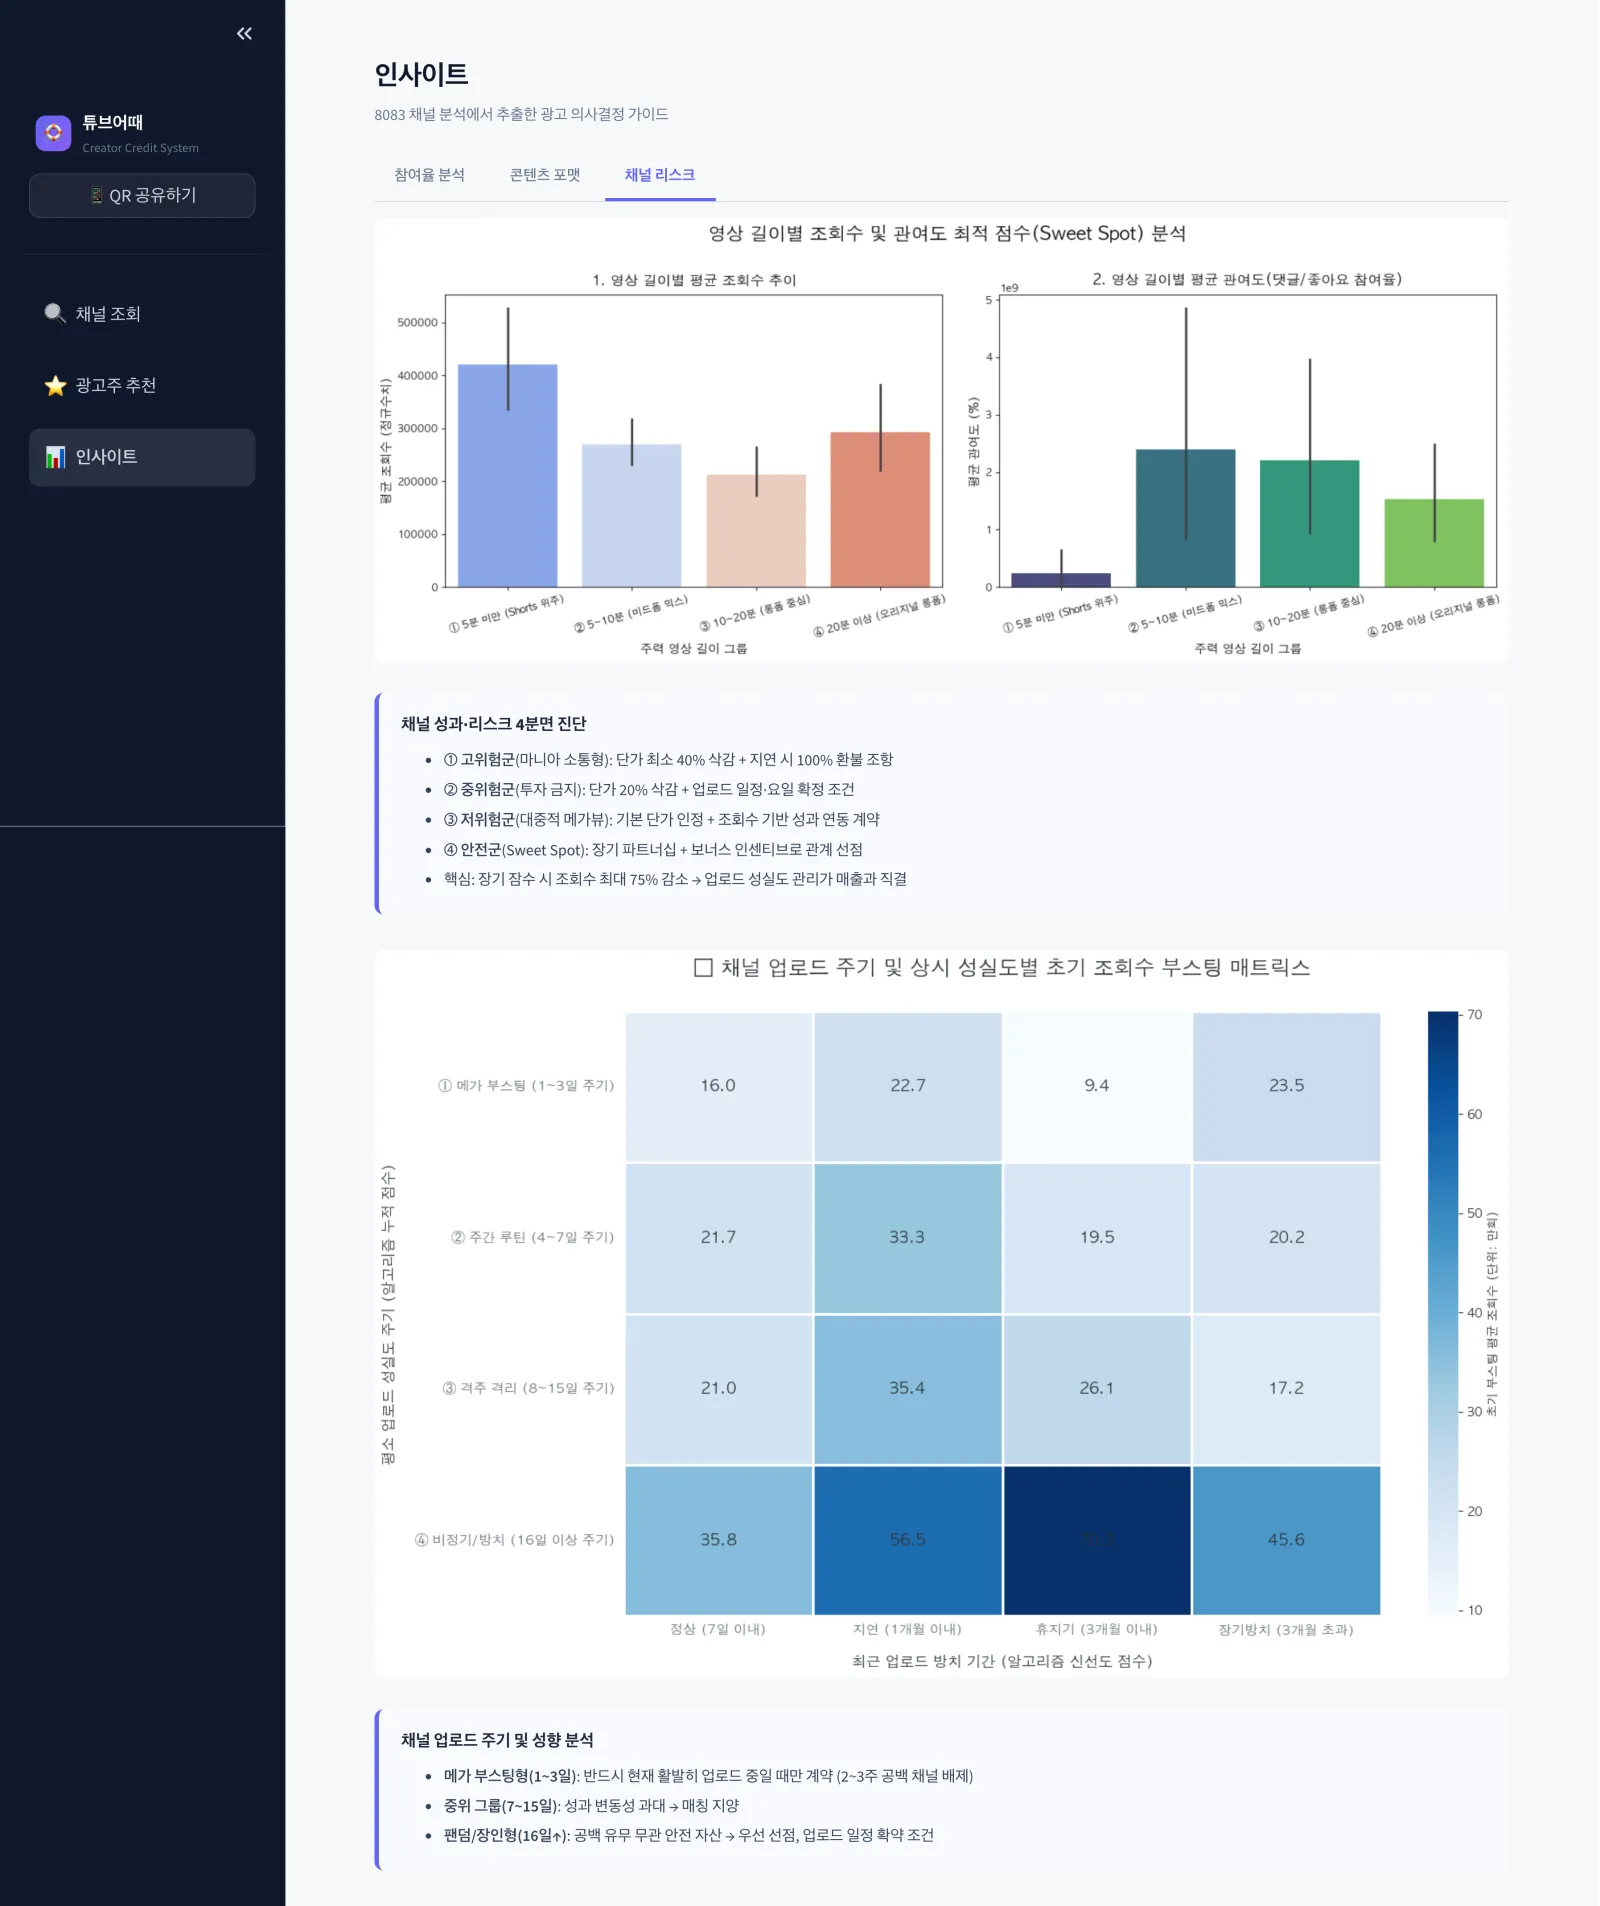 튜브어때
Creator Credit System
QR 공유하기
채널 조회
광고주 추천
인사이트
인사이트
8083 채널 분석에서 추출한 광고 의사결정 가이드
참여율 분석
콘텐츠 포맷
채널 리스크
영상 길이별 조회수 및 관여도 최적 점수(Sweet Spot) 분석
1. 영상 길이별 평균 조회수 추이
평균 조회수 (정규수치)
500000
400000
300000
200000
100000
0
① 5분 미만 (Shorts 위주)
② 5~10분 (미드폼 믹스)
③ 10~20분 (롱폼 중심)
④ 20분 이상 (오리지널 롱폼)
주력 영상 길이 그룹
2. 영상 길이별 평균 관여도(댓글/좋아요 참여율)
1e9
평균 관여도 (%)
5
4
3
2
1
0
① 5분 미만 (Shorts 위주)
② 5~10분 (미드폼 믹스)
③ 10~20분 (롱폼 중심)
④ 20분 이상 (오리지널 롱폼)
주력 영상 길이 그룹
채널 성과·리스크 4분면 진단
① 고위험군(마니아 소통형): 단가 최소 40% 삭감 + 지연 시 100% 환불 조항
② 중위험군(투자 금지): 단가 20% 삭감 + 업로드 일정·요일 확정 조건
③ 저위험군(대중적 메가뷰): 기본 단가 인정 + 조회수 기반 성과 연동 계약
④ 안전군(Sweet Spot): 장기 파트너십 + 보너스 인센티브로 관계 선점
핵심: 장기 잠수 시 조회수 최대 75% 감소 → 업로드 성실도 관리가 매출과 직결
채널 업로드 주기 및 상시 성실도별 초기 조회수 부스팅 매트릭스
평소 업로드 성실도 주기 (알고리즘 누적 점수)
① 메가 부스팅 (1~3일 주기)
16.0
22.7
9.4
23.5
② 주간 루틴 (4~7일 주기)
21.7
33.3
19.5
20.2
③ 격주 격리 (8~15일 주기)
21.0
35.4
26.1
17.2
④ 비정기/방치 (16일 이상 주기)
35.8
56.5
45.6
정상 (7일 이내)
지연 (1개월 이내)
휴지기 (3개월 이내)
장기방치 (3개월 초과)
최근 업로드 방치 기간 (알고리즘 신선도 점수)
70
60
50
40
30
20
10
초기 부스팅 평균 조회수 (단위: 만회)
채널 업로드 주기 및 성향 분석
메가 부스팅형(1~3일): 반드시 현재 활발히 업로드 중일 때만 계약 (2~3주 공백 채널 배제)
중위 그룹(7~15일): 성과 변동성 과대 → 매칭 지양
팬덤/장인형(16일↑): 공백 유무 무관 안전 자산 → 우선 선점, 업로드 일정 확약 조건